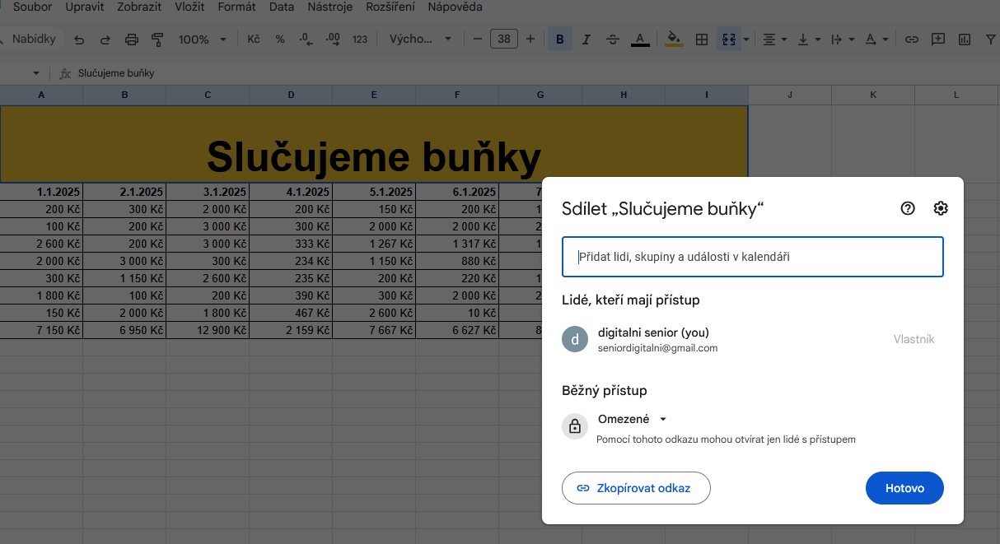 Soubor Upravit Zobrazit Vložit Formát Data Nástroje Rozšíření Nápověda
Nabídky 100% Kč % .0 .00 123 Výcho... 38 B I S A A
fx Slučujeme buňky
A B C D E F G H I J K L
Slučujeme buňky
1.1.2025 2.1.2025 3.1.2025 4.1.2025 5.1.2025 6.1.2025 7
200 Kč 300 Kč 2 000 Kč 200 Kč 150 Kč 200 Kč 1
100 Kč 200 Kč 3 000 Kč 300 Kč 2 000 Kč 2 000 Kč 2
2 600 Kč 200 Kč 3 000 Kč 333 Kč 1 267 Kč 1 317 Kč 1
2 000 Kč 3 000 Kč 300 Kč 234 Kč 1 150 Kč 880 Kč
300 Kč 1 150 Kč 2 600 Kč 235 Kč 200 Kč 220 Kč 1
1 800 Kč 100 Kč 200 Kč 390 Kč 300 Kč 2 000 Kč 2
150 Kč 2 000 Kč 1 800 Kč 467 Kč 2 600 Kč 10 Kč
7 150 Kč 6 950 Kč 12 900 Kč 2 159 Kč 7 667 Kč 6 627 Kč 8
Sdílet „Slučujeme buňky“
Přidat lidi, skupiny a události v kalendáři
Lidé, kteří mají přístup
d
digitalni senior (you)
seniordigitalni@gmail.com
Vlastník
Běžný přístup
Omezené
Pomocí tohoto odkazu mohou otvírat jen lidé s přístupem
Zkopírovat odkaz
Hotovo